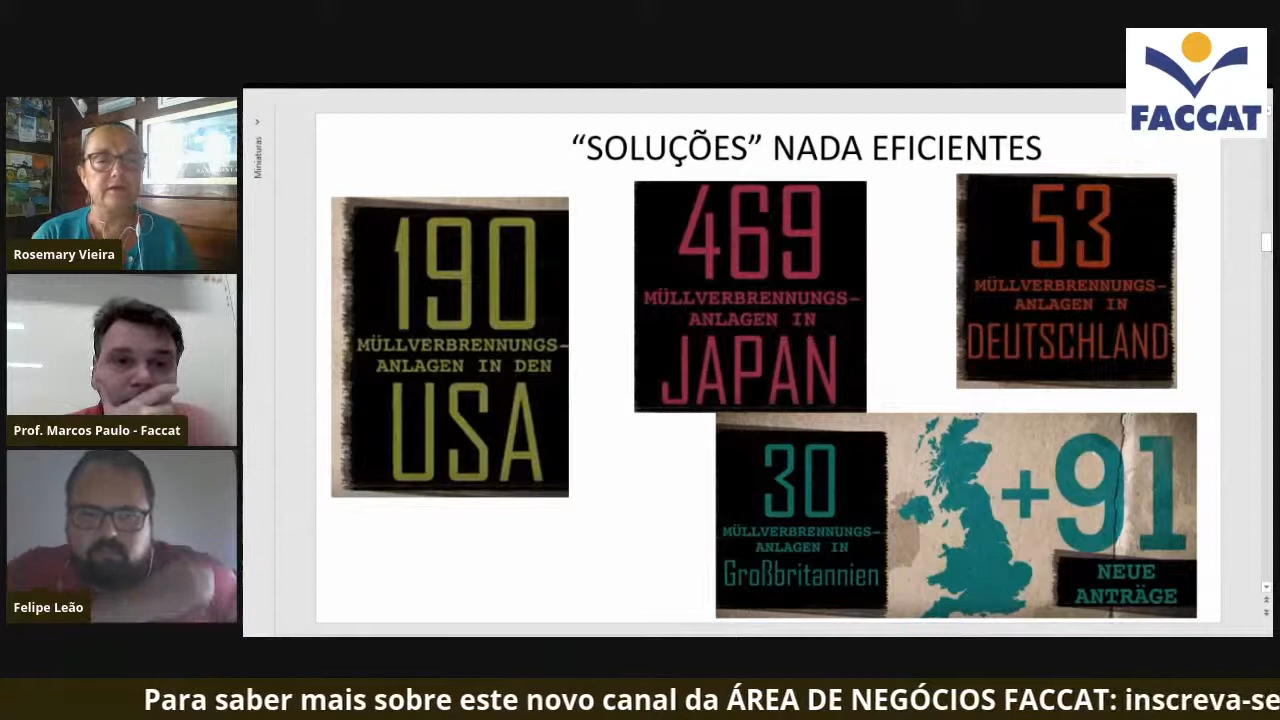 FACCAT
Miniaturas
“SOLUÇÕES” NADA EFICIENTES
190
MÜLLVERBRENNUNGS-
ANLAGEN IN DEN
USA
469
MÜLLVERBRENNUNGS-
ANLAGEN IN
JAPAN
53
MÜLLVERBRENNUNGS-
ANLAGEN IN
DEUTSCHLAND
30
MÜLLVERBRENNUNGS-
ANLAGEN IN
Großbritannien
+91
NEUE
ANTRÄGE
Rosemary Vieira
Prof. Marcos Paulo - Faccat
Felipe Leão
Para saber mais sobre este novo canal da ÁREA DE NEGÓCIOS FACCAT: inscreva-se